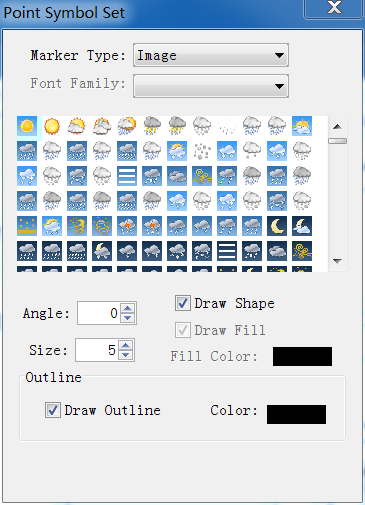 Point Symbol Set
Marker Type: Image
Font Family:
Angle: 0
Draw Shape
Draw Fill
Size: 5
Fill Color:
Outline
Draw Outline
Color: